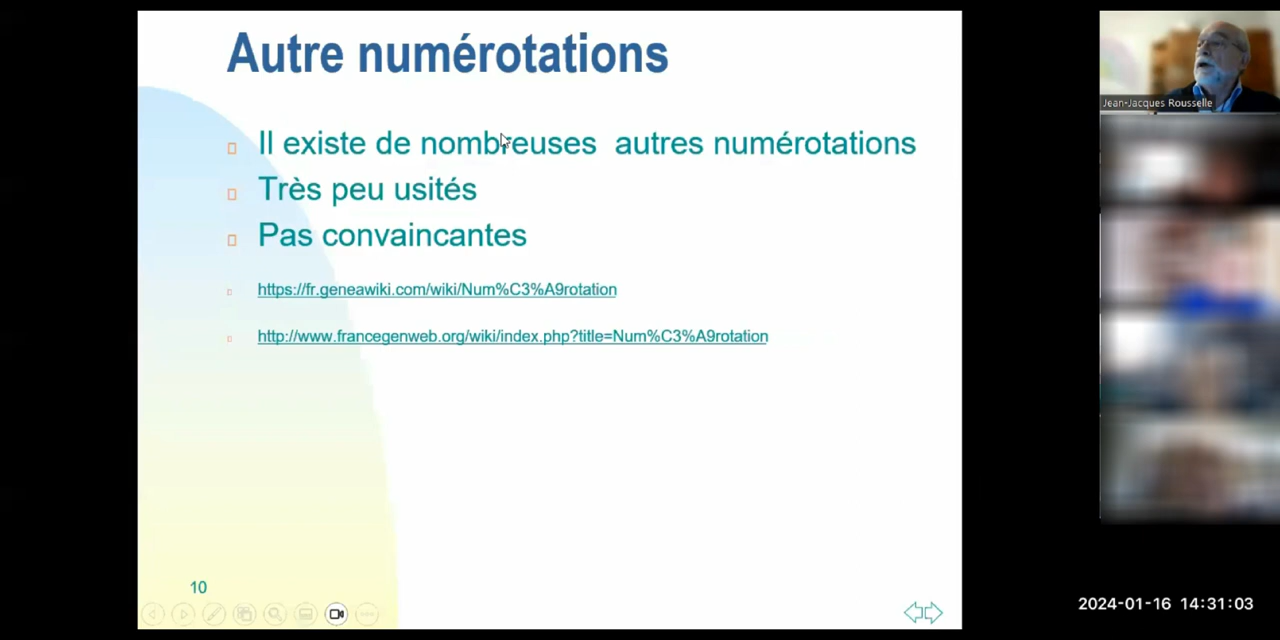 Autre numérotations
Il existe de nombreuses autres numérotations
Très peu usités
Pas convaincantes
https://fr.geneawiki.com/wiki/Num%C3%A9rotation
http://www.francegenweb.org/wiki/index.php?title=Num%C3%A9rotation
10
Jean-Jacques Rousselle
2024-01-16 14:31:03